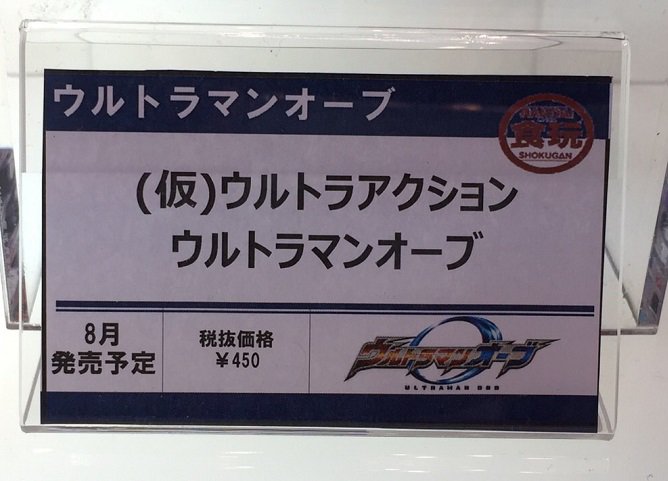 ウルトラマンオーブ
BANDAI
食玩
SHOKUGAN
(仮)ウルトラアクション
ウルトラマンオーブ
8月
発売予定
税抜価格
¥450
ウルトラマンオーブ
ULTRAMAN ORB